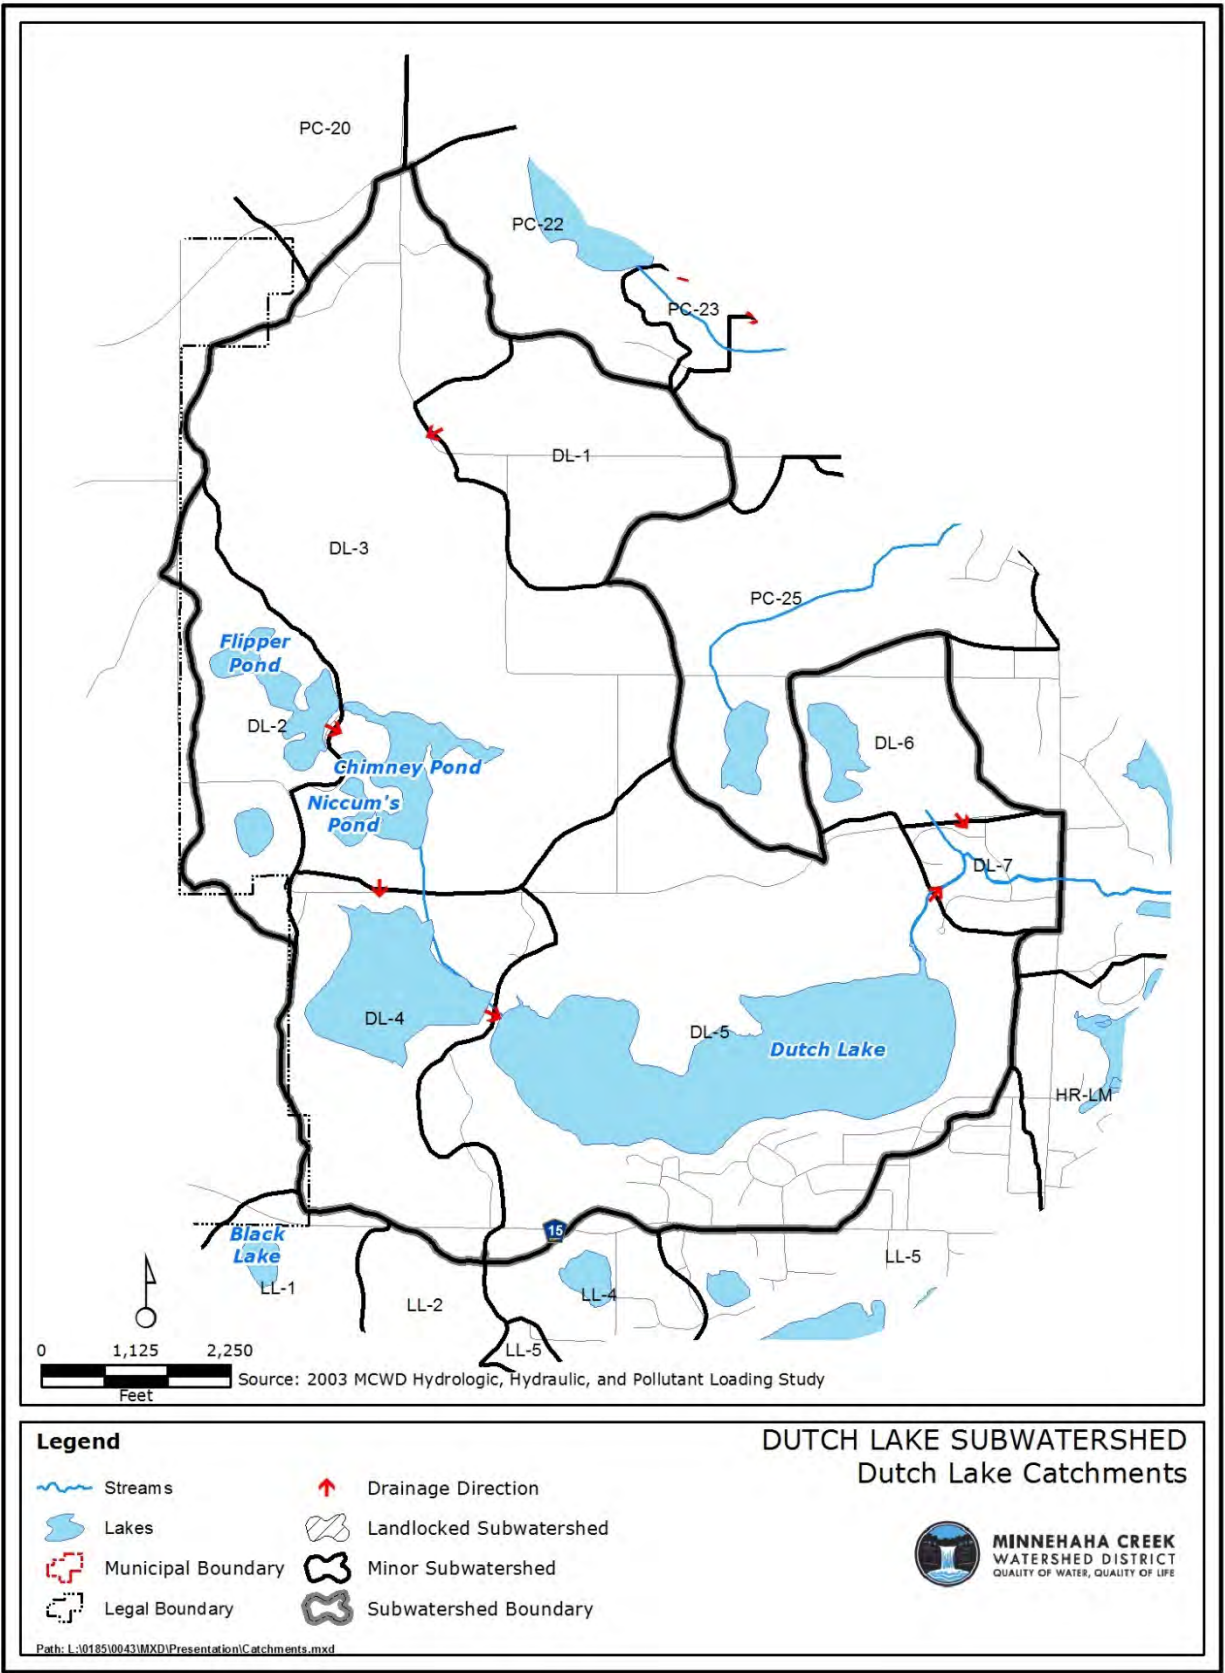 PC-20
PC-22
PC-23
DL-1
DL-3
PC-25
Flipper
Pond
DL-2
DL-6
Chimney Pond
Niccum's
Pond
DL-7
DL-4
DL-5
Dutch Lake
HR-LM
15
Black
Lake
LL-1
LL-2
LL-4
LL-5
LL-5
0 1,125 2,250
Feet
Source: 2003 MCWD Hydrologic, Hydraulic, and Pollutant Loading Study
Legend
Streams
Lakes
Municipal Boundary
Legal Boundary
Drainage Direction
Landlocked Subwatershed
Minor Subwatershed
Subwatershed Boundary
Path: L:\0185\0043\MXD\Presentation\Catchments.mxd
DUTCH LAKE SUBWATERSHED
Dutch Lake Catchments
MINNEHAHA CREEK
WATERSHED DISTRICT
QUALITY OF WATER, QUALITY OF LIFE